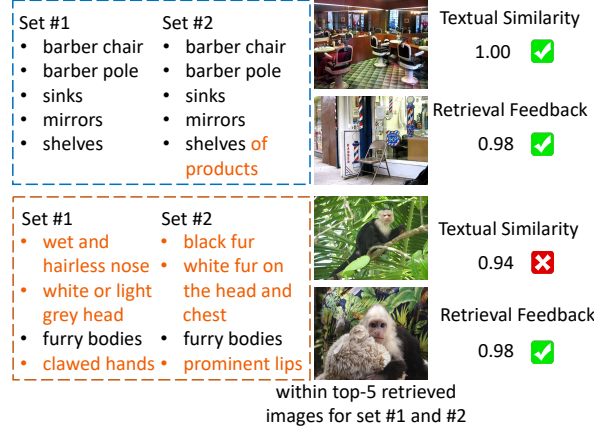 Set #1
• barber chair
• barber pole
• sinks
• mirrors
• shelves
Set #2
• barber chair
• barber pole
• sinks
• mirrors
• shelves of
products
Textual Similarity
1.00
Retrieval Feedback
0.98
Set #1
• wet and
hairless nose
• white or light
grey head
• furry bodies
• clawed hands
Set #2
• black fur
• white fur on
the head and
chest
• furry bodies
• prominent lips
Textual Similarity
0.94
Retrieval Feedback
0.98
within top-5 retrieved
images for set #1 and #2